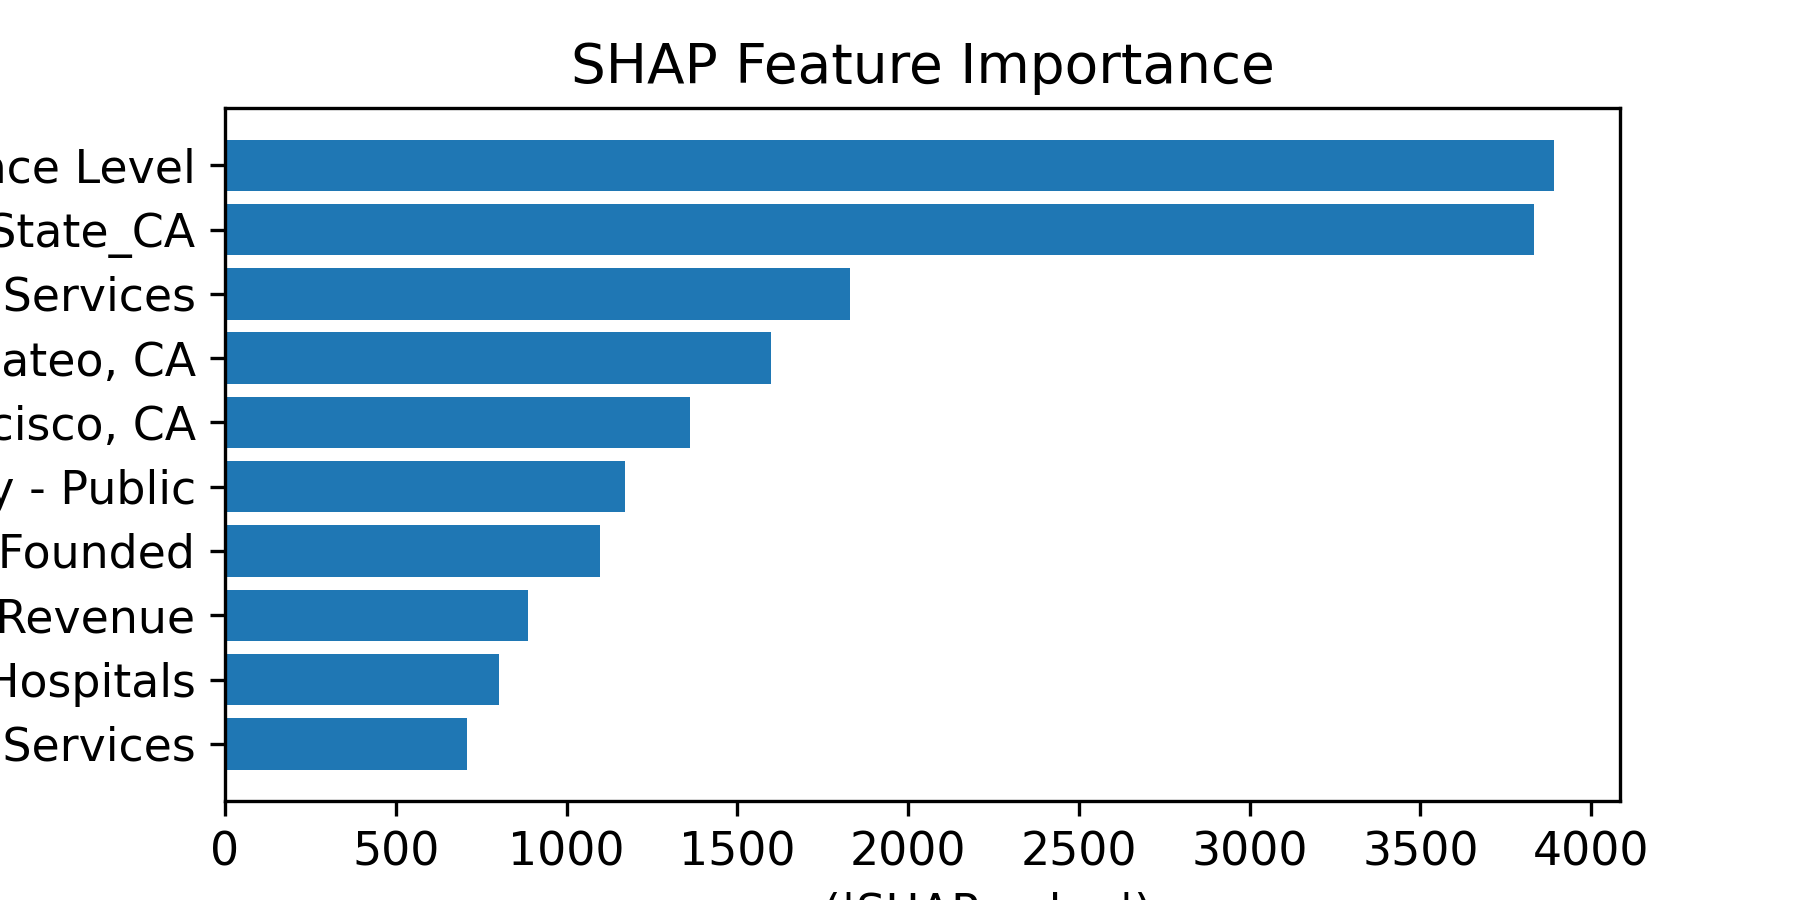 SHAP Feature Importance
nce Level
State_CA
Services
ateo, CA
cisco, CA
y - Public
Founded
Revenue
Hospitals
Services
0 500 1000 1500 2000 2500 3000 3500 4000